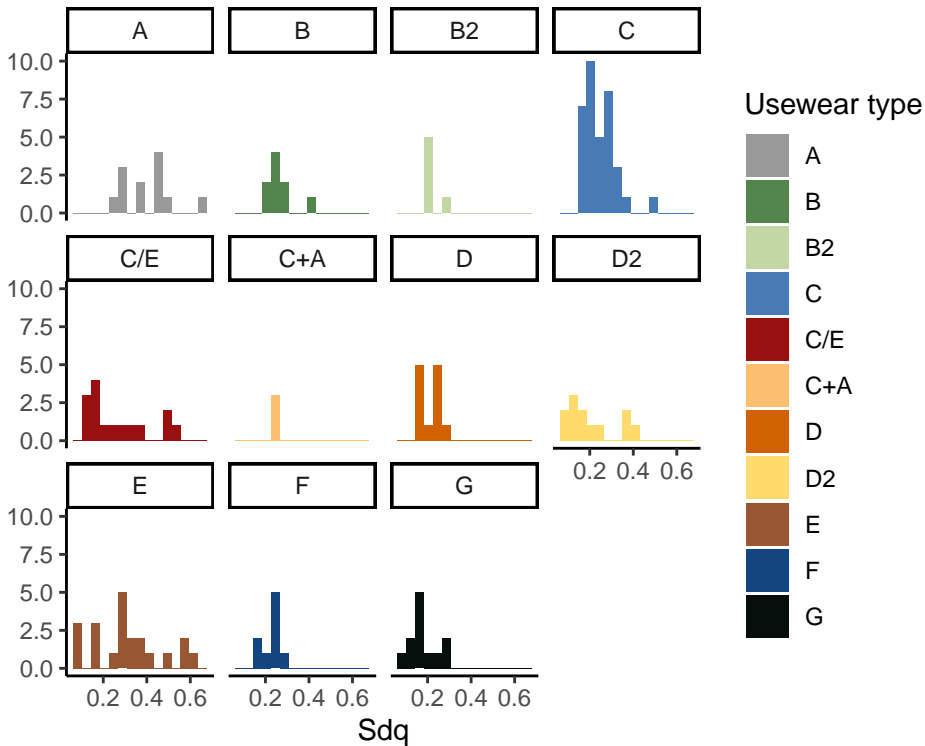 A B B2 C
10.0
7.5
5.0
2.5
0.0
Usewear type
A
B
B2
C
C/E
C+A
D
D2
E
F
G
C/E C+A D D2
10.0
7.5
5.0
2.5
0.0
0.2 0.4 0.6
E F G
10.0
7.5
5.0
2.5
0.0
0.2 0.4 0.6 0.2 0.4 0.6 0.2 0.4 0.6
Sdq